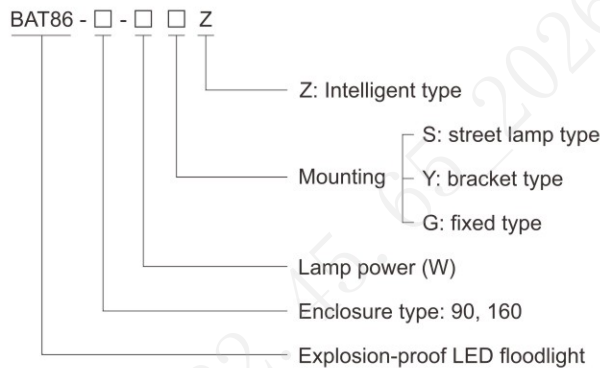 BAT86 - □ - □ □ Z
Z: Intelligent type
S: street lamp type
Mounting
Y: bracket type
G: fixed type
Lamp power (W)
Enclosure type: 90, 160
Explosion-proof LED floodlight